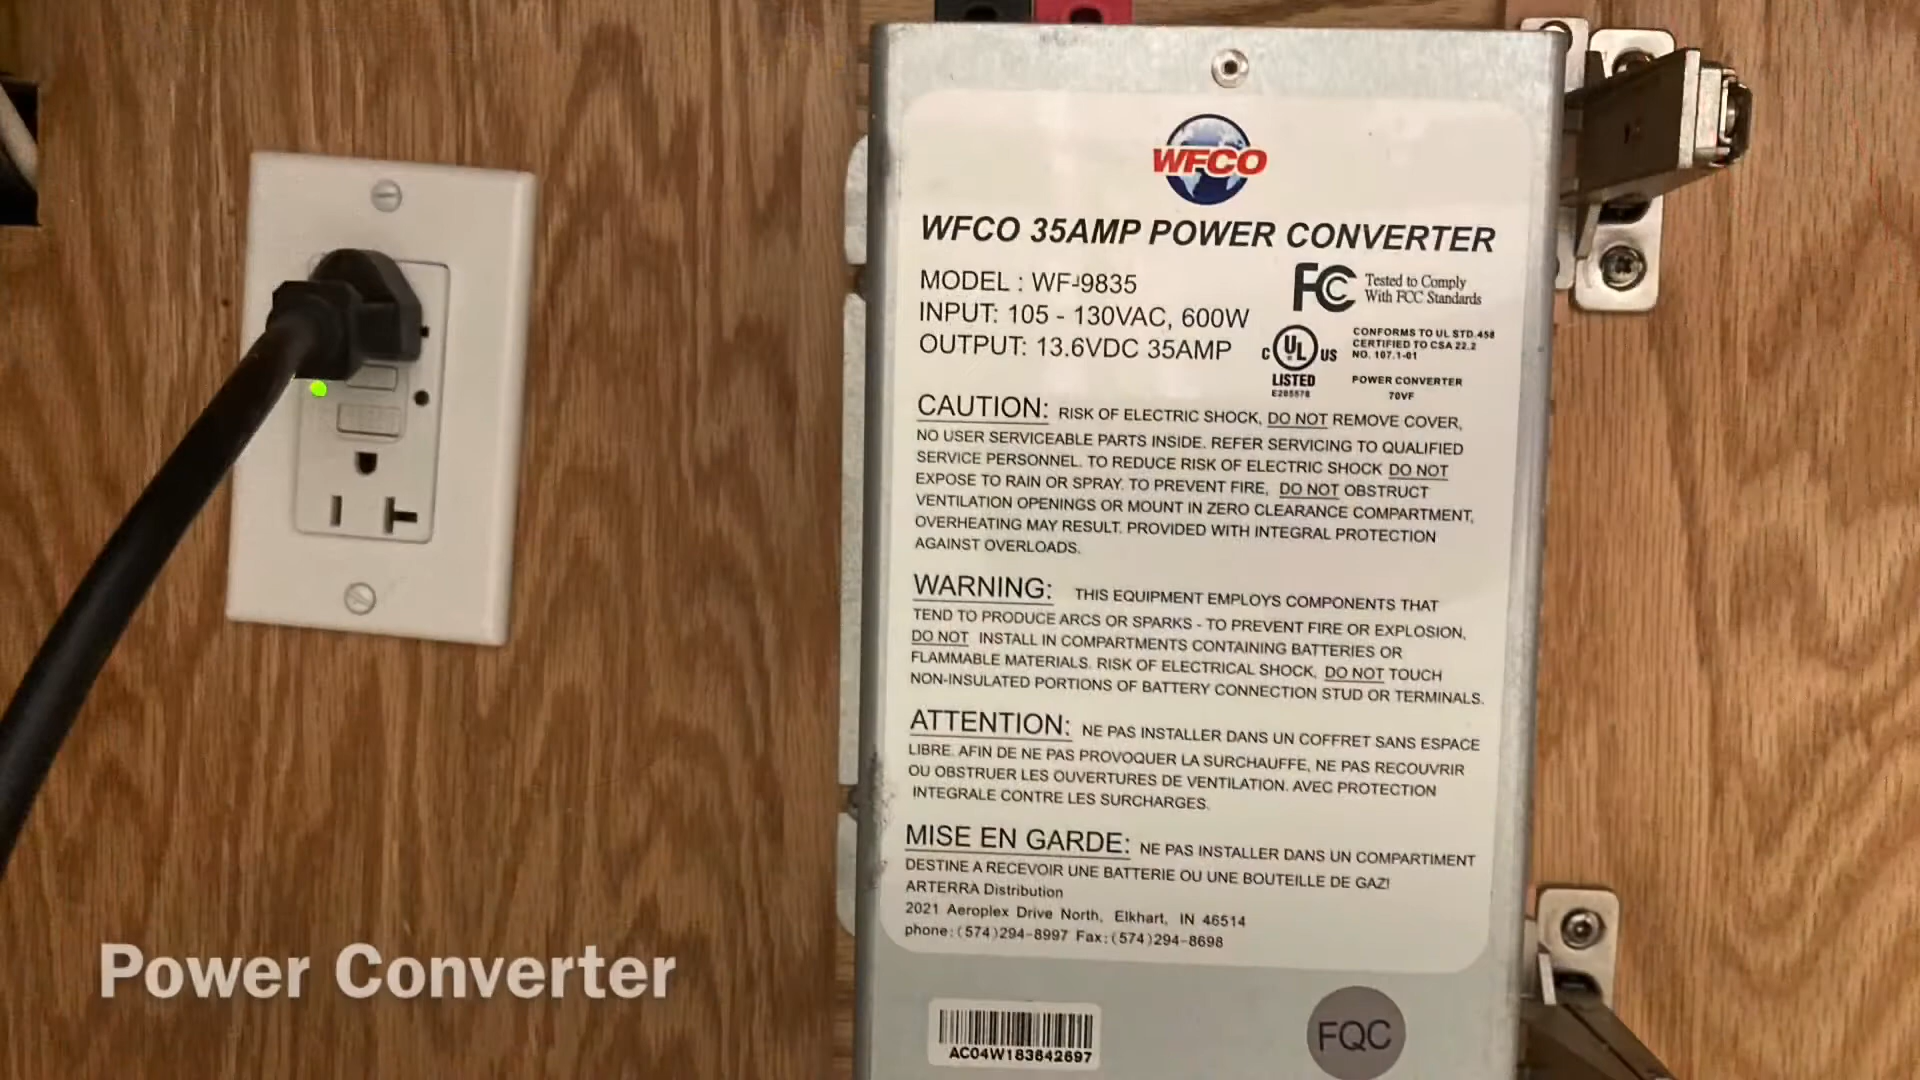 WFCO
WFCO 35AMP POWER CONVERTER
MODEL : WF-9835
INPUT: 105 - 130VAC, 600W
OUTPUT: 13.6VDC 35AMP
FC Tested to Comply
With FCC Standards
C UL US
LISTED
E205578
CONFORMS TO UL STD.458
CERTIFIED TO CSA 22.2
NO. 107.1-01
POWER CONVERTER
70VF
CAUTION: RISK OF ELECTRIC SHOCK, DO NOT REMOVE COVER,
NO USER SERVICEABLE PARTS INSIDE. REFER SERVICING TO QUALIFIED
SERVICE PERSONNEL. TO REDUCE RISK OF ELECTRIC SHOCK DO NOT
EXPOSE TO RAIN OR SPRAY. TO PREVENT FIRE, DO NOT OBSTRUCT
VENTILATION OPENINGS OR MOUNT IN ZERO CLEARANCE COMPARTMENT,
OVERHEATING MAY RESULT. PROVIDED WITH INTEGRAL PROTECTION
AGAINST OVERLOADS.
WARNING: THIS EQUIPMENT EMPLOYS COMPONENTS THAT
TEND TO PRODUCE ARCS OR SPARKS - TO PREVENT FIRE OR EXPLOSION,
DO NOT INSTALL IN COMPARTMENTS CONTAINING BATTERIES OR
FLAMMABLE MATERIALS. RISK OF ELECTRICAL SHOCK, DO NOT TOUCH
NON-INSULATED PORTIONS OF BATTERY CONNECTION STUD OR TERMINALS.
ATTENTION: NE PAS INSTALLER DANS UN COFFRET SANS ESPACE
LIBRE. AFIN DE NE PAS PROVOQUER LA SURCHAUFFE, NE PAS RECOUVRIR
OU OBSTRUER LES OUVERTURES DE VENTILATION. AVEC PROTECTION
INTEGRALE CONTRE LES SURCHARGES.
MISE EN GARDE: NE PAS INSTALLER DANS UN COMPARTIMENT
DESTINE A RECEVOIR UNE BATTERIE OU UNE BOUTEILLE DE GAZ!
ARTERRA Distribution
2021 Aeroplex Drive North, Elkhart, IN 46514
phone:(574)294-8997 Fax:(574)294-8698
AC04W183642697
FQC
Power Converter